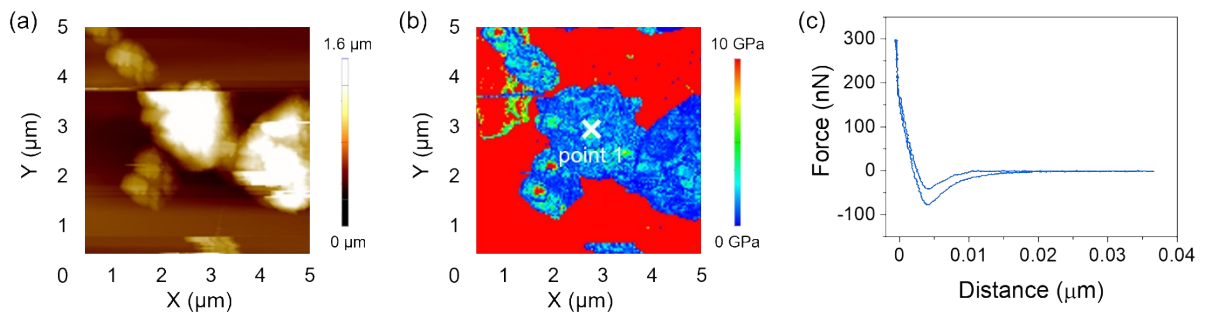 (a)
5
4
3
2
1
0
Y (µm)
1
2
3
4
5
X (µm)
1.6 µm
0 µm
(b)
5
4
3
2
1
0
Y (µm)
point 1
1
2
3
4
5
X (µm)
10 GPa
0 GPa
(c)
300
200
100
0
-100
Force (nN)
0
0.01
0.02
0.03
0.04
Distance (µm)